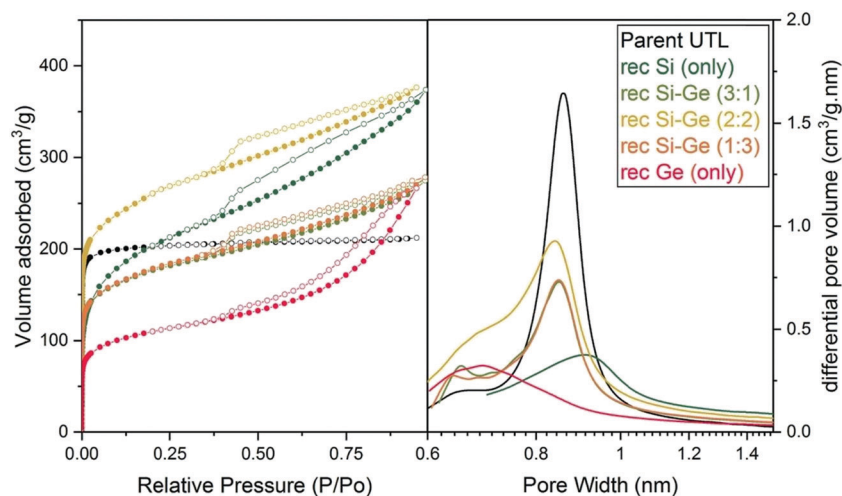 400
300
200
100
0
0.00
0.25
0.50
0.75
Volume adsorbed (cm³/g)
Relative Pressure (P/Po)
Parent UTL
rec Si (only)
rec Si-Ge (3:1)
rec Si-Ge (2:2)
rec Si-Ge (1:3)
rec Ge (only)
2.0
1.5
1.0
0.5
0.0
0.6
0.8
1
1.2
1.4
differential pore volume (cm³/g.nm)
Pore Width (nm)